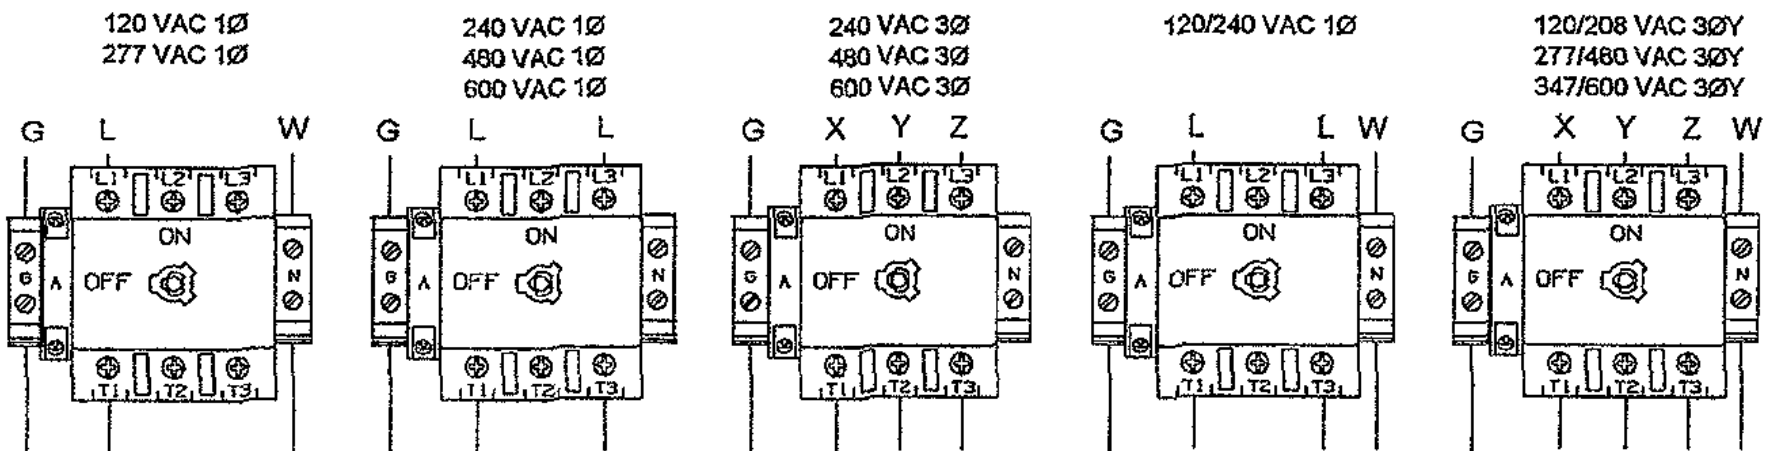 120 VAC 1Ø
277 VAC 1Ø
G L W
L1 L2 L3
ON
G A OFF N
T1 T2 T3
240 VAC 1Ø
480 VAC 1Ø
600 VAC 1Ø
G L L
L1 L2 L3
ON
G A OFF N
T1 T2 T3
240 VAC 3Ø
480 VAC 3Ø
600 VAC 3Ø
G X Y Z
L1 L2 L3
ON
G A OFF N
T1 T2 T3
120/240 VAC 1Ø
G L L W
L1 L2 L3
ON
G A OFF N
T1 T2 T3
120/208 VAC 3ØY
277/480 VAC 3ØY
347/600 VAC 3ØY
G X Y Z W
L1 L2 L3
ON
G A OFF N
T1 T2 T3